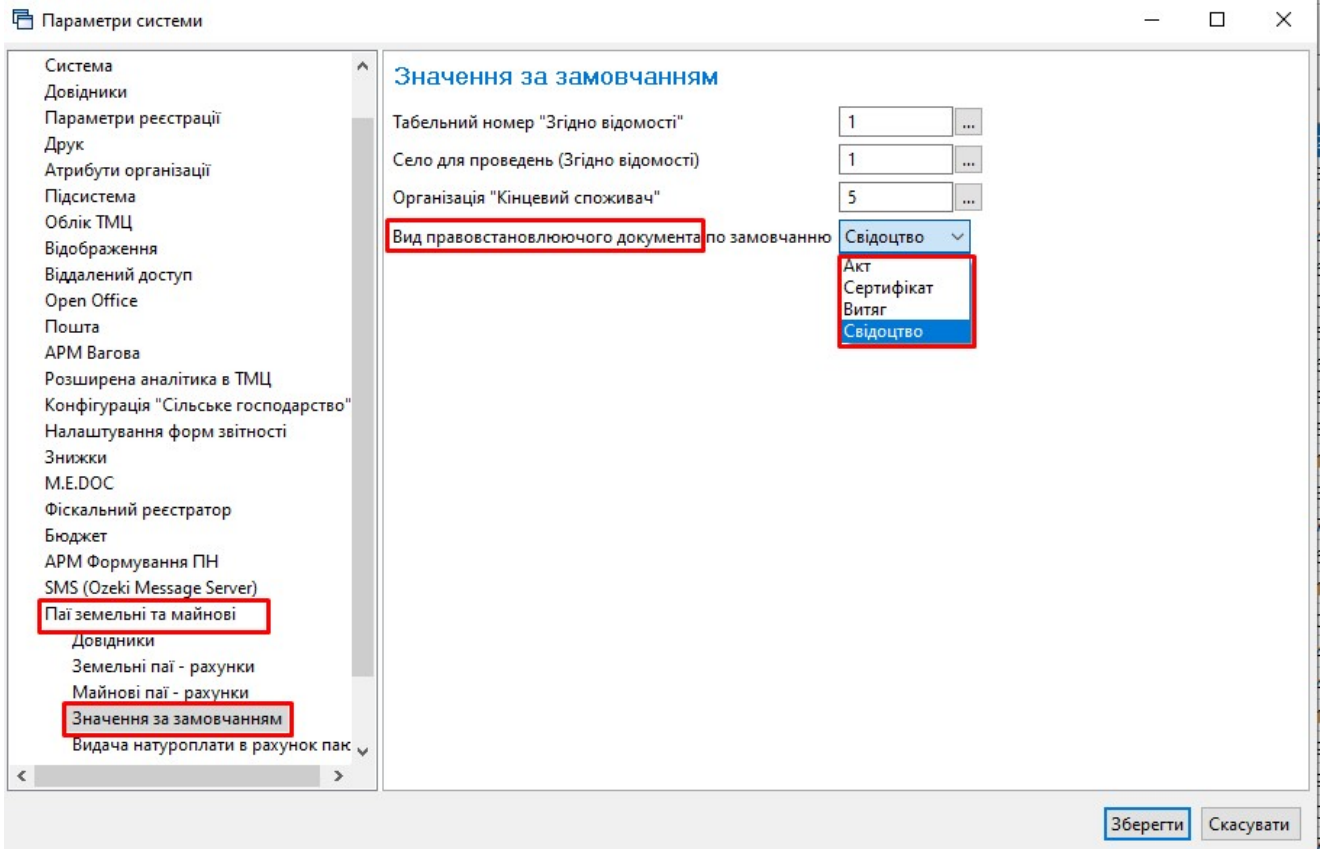 Параметри системи
Система
Довідники
Параметри реєстрації
Друк
Атрибути організації
Підсистема
Облік ТМЦ
Відображення
Віддалений доступ
Open Office
Пошта
АРМ Вагова
Розширена аналітика в ТМЦ
Конфігурація "Сільське господарство"
Налаштування форм звітності
Знижки
M.E.DOC
Фіскальний реєстратор
Бюджет
АРМ Формування ПН
SMS (Ozeki Message Server)
Паї земельні та майнові
Довідники
Земельні паї - рахунки
Майнові паї - рахунки
Значення за замовчанням
Видача натуроплати в рахунок паю
Значення за замовчанням
Табельний номер "Згідно відомості" 1 ...
Село для проведень (Згідно відомості) 1 ...
Організація "Кінцевий споживач" 5 ...
Вид правовстановлюючого документа по замовчанню Свідоцтво
Акт
Сертифікат
Витяг
Свідоцтво
Зберегти Скасувати